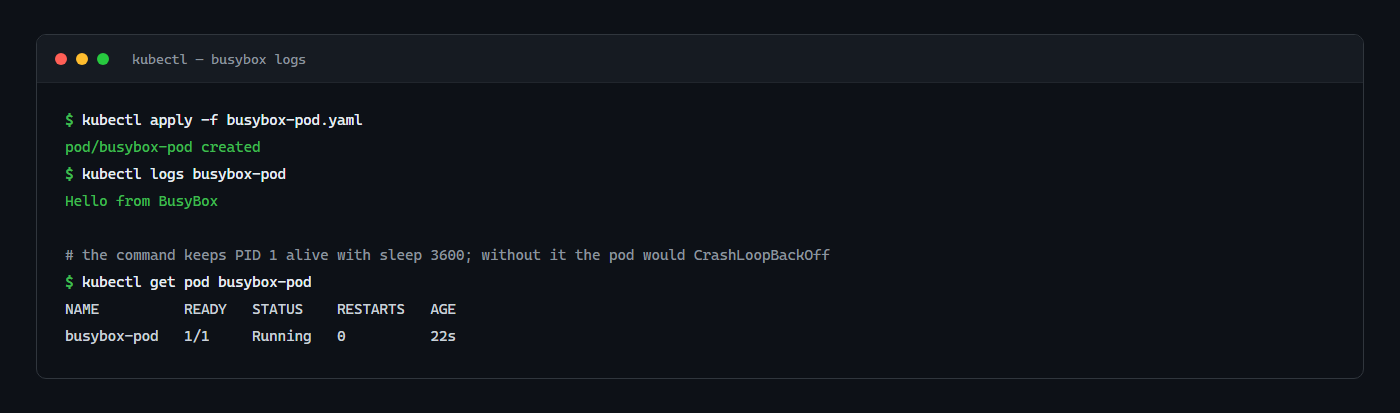 kubectl — busybox logs
$ kubectl apply -f busybox-pod.yaml
pod/busybox-pod created
$ kubectl logs busybox-pod
Hello from BusyBox
# the command keeps PID 1 alive with sleep 3600; without it the pod would CrashLoopBackOff
$ kubectl get pod busybox-pod
NAME          READY   STATUS    RESTARTS   AGE
busybox-pod   1/1     Running   0          22s